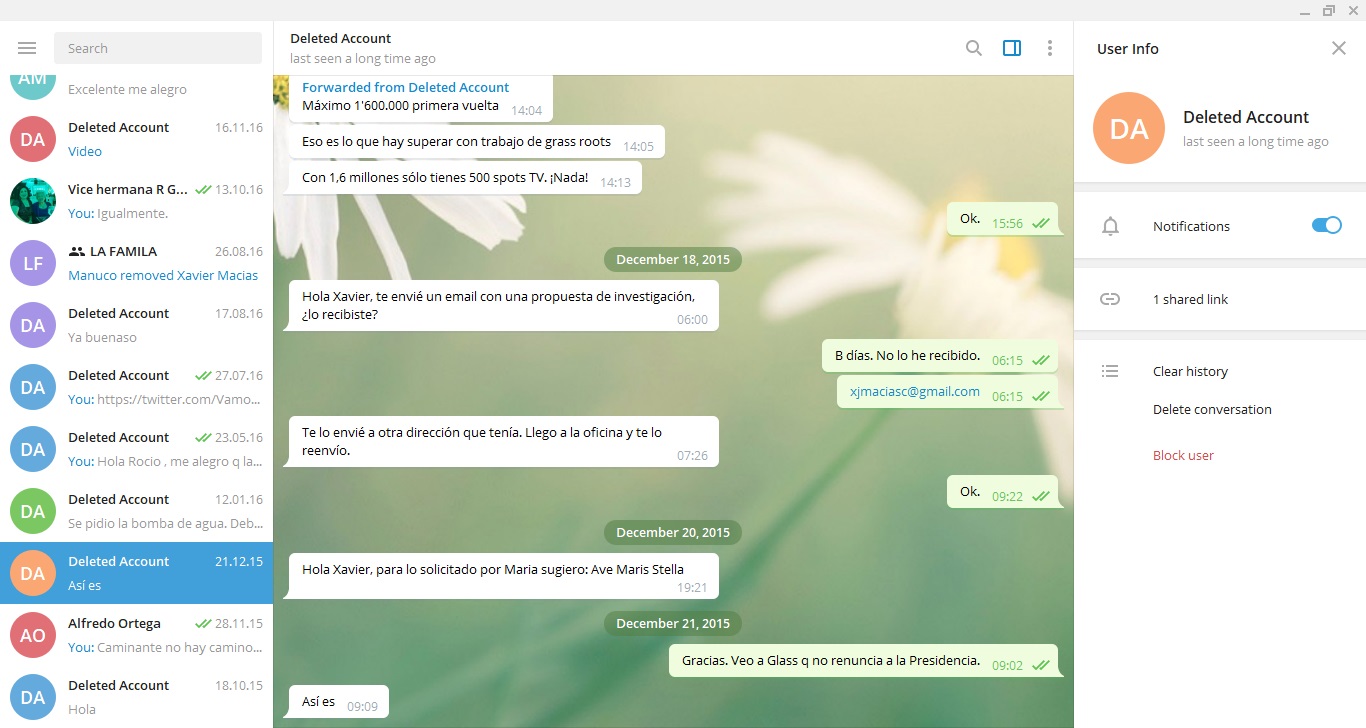 Search
AM
Excelente me alegro
DA
Deleted Account
16.11.16
Video
Vice hermana R G...
13.10.16
You: Igualmente.
LF
LA FAMILA
26.08.16
Manuco removed Xavier Macias
DA
Deleted Account
17.08.16
Ya buenaso
DA
Deleted Account
27.07.16
You: https://twitter.com/Vamo...
DA
Deleted Account
23.05.16
You: Hola Rocio , me alegro q la...
DA
Deleted Account
12.01.16
Se pidio la bomba de agua. Deb...
DA
Deleted Account
21.12.15
Así es
AO
Alfredo Ortega
28.11.15
You: Caminante no hay camino...
DA
Deleted Account
18.10.15
Hola
Deleted Account
last seen a long time ago
Forwarded from Deleted Account
Máximo 1'600.000 primera vuelta
14:04
Eso es lo que hay superar con trabajo de grass roots
14:05
Con 1,6 millones sólo tienes 500 spots TV. ¡Nada!
14:13
Ok.
15:56
December 18, 2015
Hola Xavier, te envié un email con una propuesta de investigación,
¿lo recibiste?
06:00
B días. No lo he recibido.
06:15
xjmaciasc@gmail.com
06:15
Te lo envié a otra dirección que tenía. Llego a la oficina y te lo
reenvío.
07:26
Ok.
09:22
December 20, 2015
Hola Xavier, para lo solicitado por Maria sugiero: Ave Maris Stella
19:21
December 21, 2015
Gracias. Veo a Glass q no renuncia a la Presidencia.
09:02
Así es
09:09
User Info
DA
Deleted Account
last seen a long time ago
Notifications
1 shared link
Clear history
Delete conversation
Block user